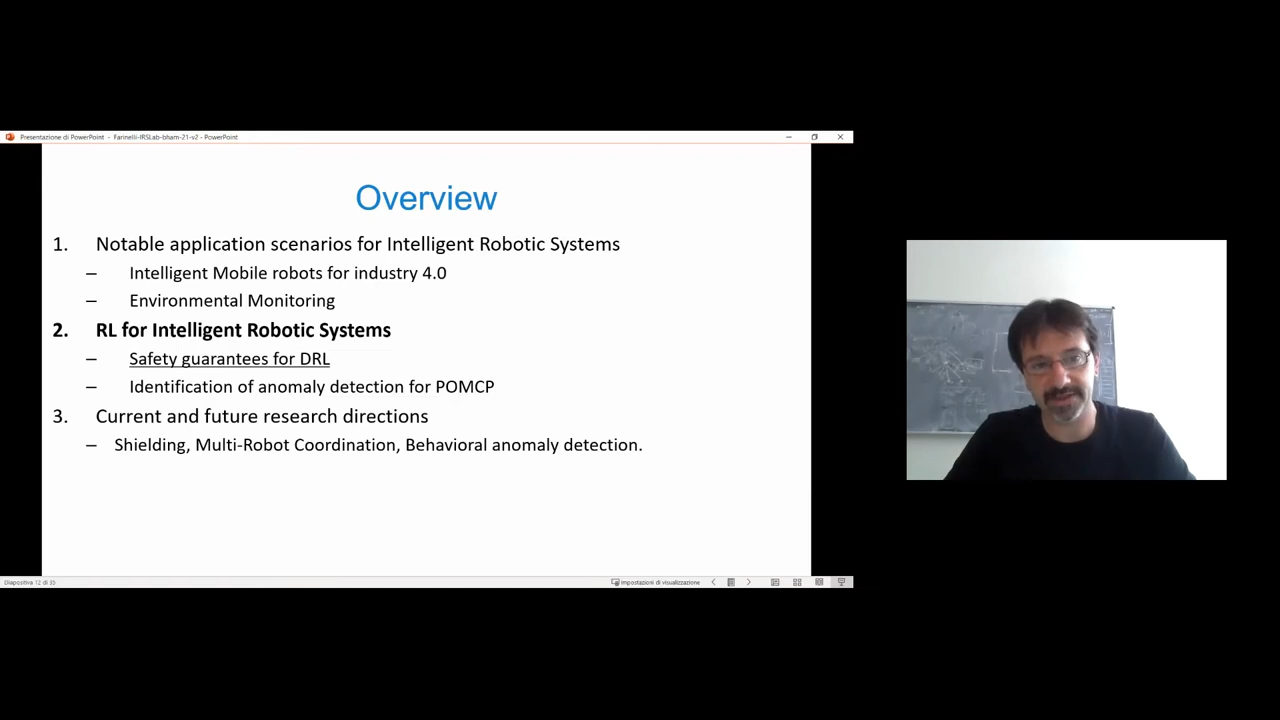 Presentazione di PowerPoint - Farinelli-IRSLab-bham-21-v2 - PowerPoint
Overview
1. Notable application scenarios for Intelligent Robotic Systems
– Intelligent Mobile robots for industry 4.0
– Environmental Monitoring
2. RL for Intelligent Robotic Systems
– Safety guarantees for DRL
– Identification of anomaly detection for POMCP
3. Current and future research directions
– Shielding, Multi-Robot Coordination, Behavioral anomaly detection.
Diapositiva 12 di 35
Impostazioni di visualizzazione